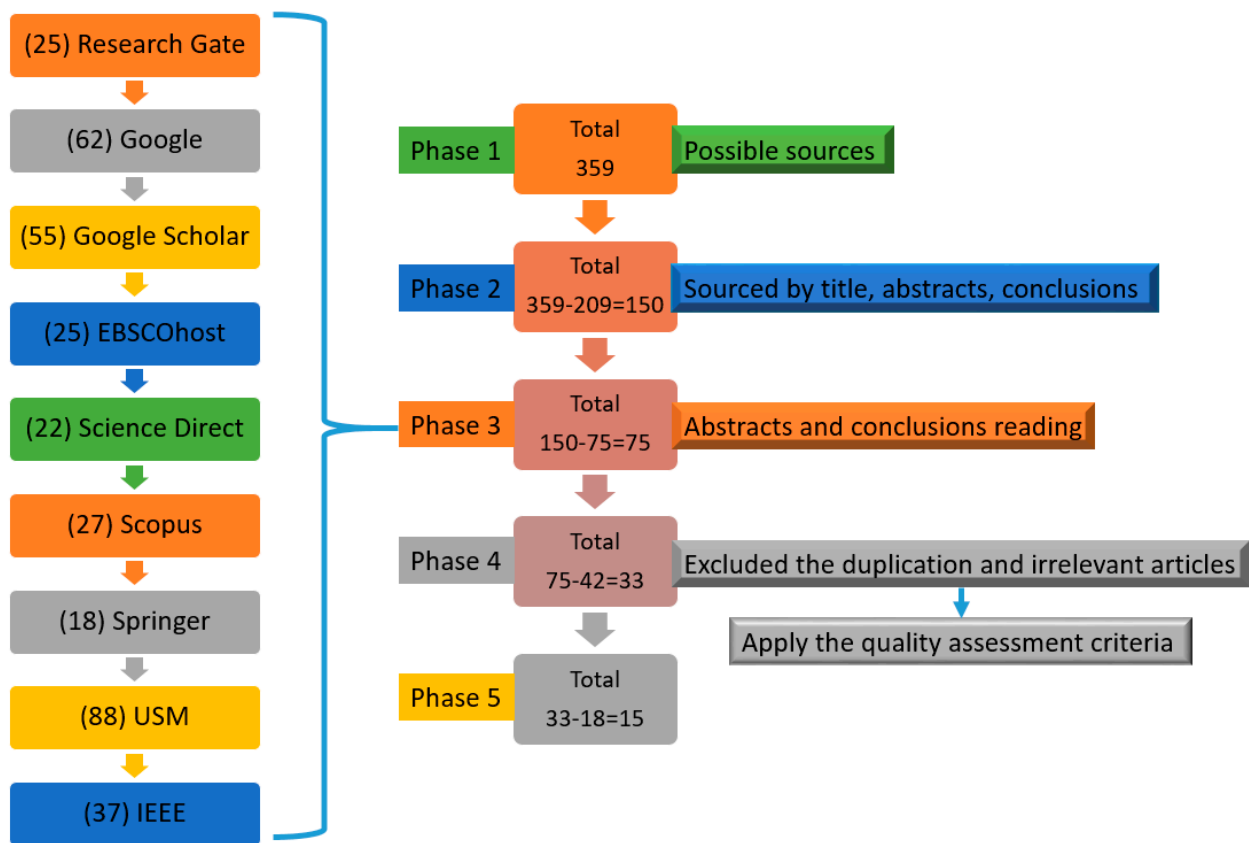 (25) Research Gate
(62) Google
(55) Google Scholar
(25) EBSCOhost
(22) Science Direct
(27) Scopus
(18) Springer
(88) USM
(37) IEEE
Phase 1
Total
359
Possible sources
Phase 2
Total
359-209=150
Sourced by title, abstracts, conclusions
Phase 3
Total
150-75=75
Abstracts and conclusions reading
Phase 4
Total
75-42=33
Excluded the duplication and irrelevant articles
Apply the quality assessment criteria
Phase 5
Total
33-18=15